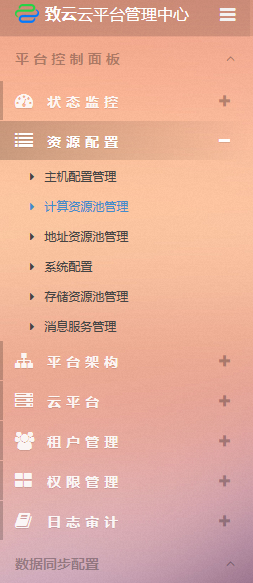 致云云平台管理中心
平台控制面板
状态监控
资源配置
主机配置管理
计算资源池管理
地址资源池管理
系统配置
存储资源池管理
消息服务管理
平台架构
云平台
租户管理
权限管理
日志审计
数据同步配置